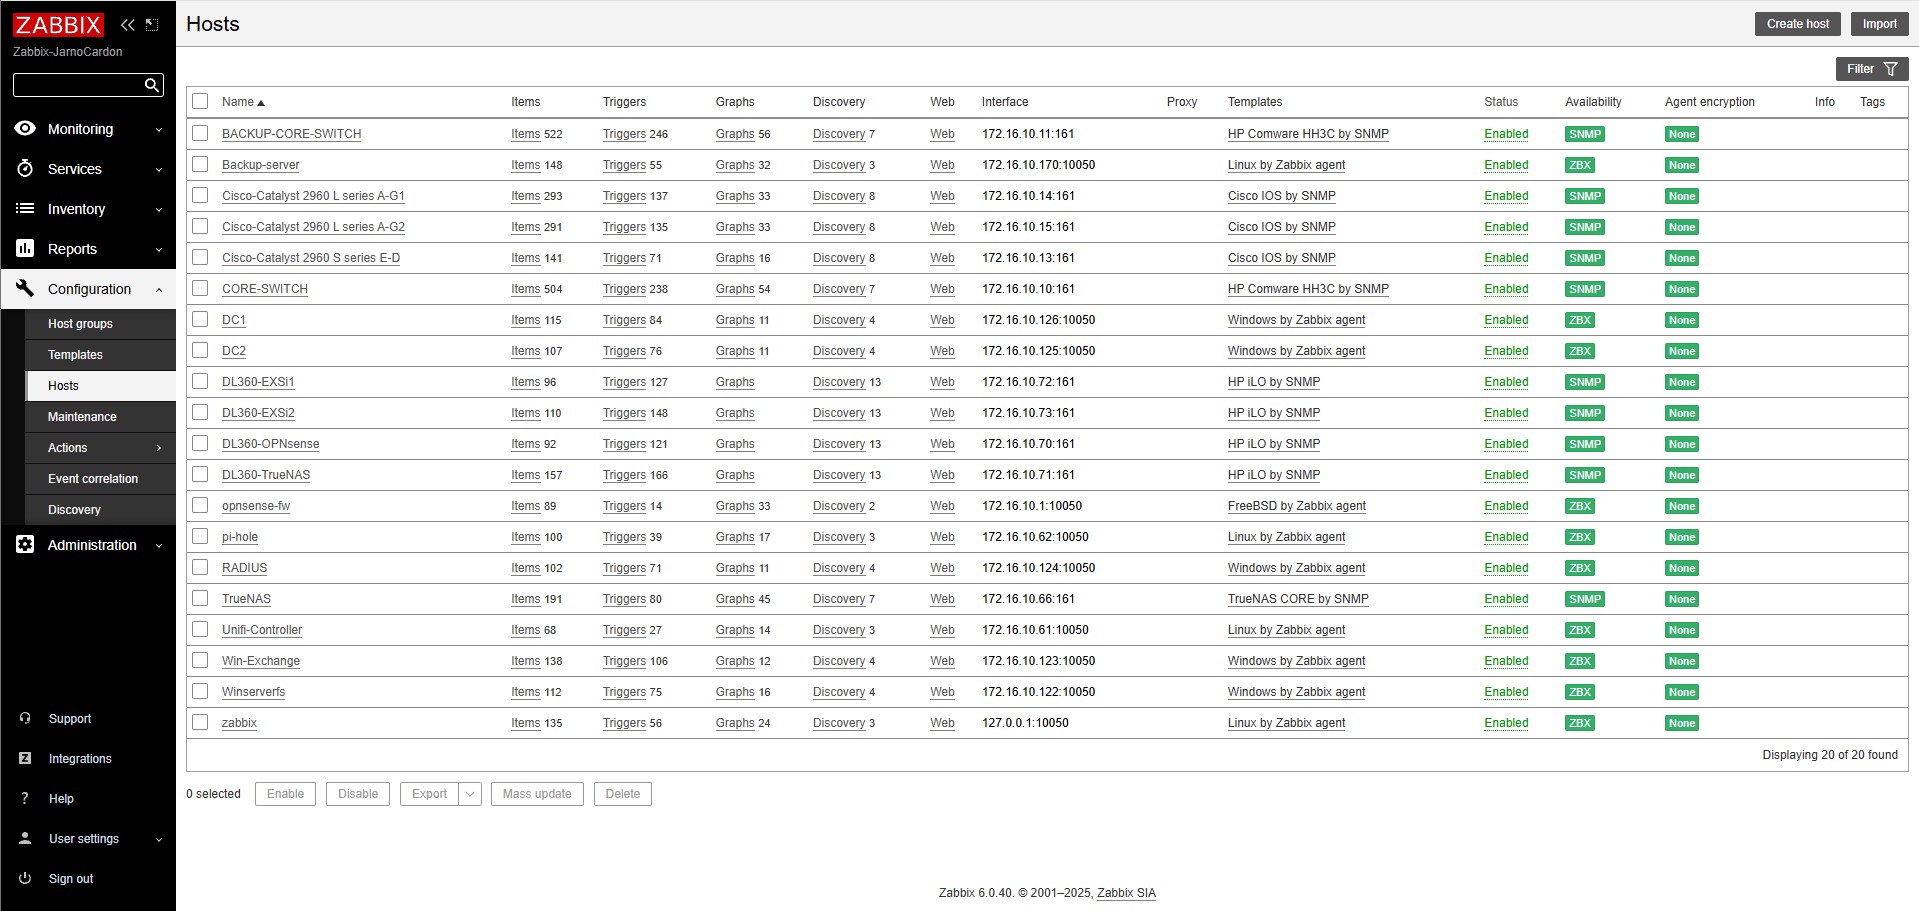 ZABBIX
Zabbix-JarnoCardon
Monitoring
Services
Inventory
Reports
Configuration
Host groups
Templates
Hosts
Maintenance
Actions
Event correlation
Discovery
Administration
Support
Integrations
Help
User settings
Sign out
Hosts
Create host Import
Filter
Name Items Triggers Graphs Discovery Web Interface Proxy Templates Status Availability Agent encryption Info Tags
BACKUP-CORE-SWITCH Items 522 Triggers 246 Graphs 56 Discovery 7 Web 172.16.10.11:161 HP Comware HH3C by SNMP Enabled SNMP None
Backup-server Items 148 Triggers 55 Graphs 32 Discovery 3 Web 172.16.10.170:10050 Linux by Zabbix agent Enabled ZBX None
Cisco-Catalyst 2960 L series A-G1 Items 293 Triggers 137 Graphs 33 Discovery 8 Web 172.16.10.14:161 Cisco IOS by SNMP Enabled SNMP None
Cisco-Catalyst 2960 L series A-G2 Items 291 Triggers 135 Graphs 33 Discovery 8 Web 172.16.10.15:161 Cisco IOS by SNMP Enabled SNMP None
Cisco-Catalyst 2960 S series E-D Items 141 Triggers 71 Graphs 16 Discovery 8 Web 172.16.10.13:161 Cisco IOS by SNMP Enabled SNMP None
CORE-SWITCH Items 504 Triggers 238 Graphs 54 Discovery 7 Web 172.16.10.10:161 HP Comware HH3C by SNMP Enabled SNMP None
DC1 Items 115 Triggers 84 Graphs 11 Discovery 4 Web 172.16.10.126:10050 Windows by Zabbix agent Enabled ZBX None
DC2 Items 107 Triggers 76 Graphs 11 Discovery 4 Web 172.16.10.125:10050 Windows by Zabbix agent Enabled ZBX None
DL360-EXSi1 Items 96 Triggers 127 Graphs Discovery 13 Web 172.16.10.72:161 HP iLO by SNMP Enabled SNMP None
DL360-EXSi2 Items 110 Triggers 148 Graphs Discovery 13 Web 172.16.10.73:161 HP iLO by SNMP Enabled SNMP None
DL360-OPNsense Items 92 Triggers 121 Graphs Discovery 13 Web 172.16.10.70:161 HP iLO by SNMP Enabled SNMP None
DL360-TrueNAS Items 157 Triggers 166 Graphs Discovery 13 Web 172.16.10.71:161 HP iLO by SNMP Enabled SNMP None
opnsense-fw Items 89 Triggers 14 Graphs 33 Discovery 2 Web 172.16.10.1:10050 FreeBSD by Zabbix agent Enabled ZBX None
pi-hole Items 100 Triggers 39 Graphs 17 Discovery 3 Web 172.16.10.62:10050 Linux by Zabbix agent Enabled ZBX None
RADIUS Items 102 Triggers 71 Graphs 11 Discovery 4 Web 172.16.10.124:10050 Windows by Zabbix agent Enabled ZBX None
TrueNAS Items 191 Triggers 80 Graphs 45 Discovery 7 Web 172.16.10.66:161 TrueNAS CORE by SNMP Enabled SNMP None
Unifi-Controller Items 68 Triggers 27 Graphs 14 Discovery 3 Web 172.16.10.61:10050 Linux by Zabbix agent Enabled ZBX None
Win-Exchange Items 138 Triggers 106 Graphs 12 Discovery 4 Web 172.16.10.123:10050 Windows by Zabbix agent Enabled ZBX None
Winserverfs Items 112 Triggers 75 Graphs 16 Discovery 4 Web 172.16.10.122:10050 Windows by Zabbix agent Enabled ZBX None
zabbix Items 135 Triggers 56 Graphs 24 Discovery 3 Web 127.0.0.1:10050 Linux by Zabbix agent Enabled ZBX None
Displaying 20 of 20 found
0 selected Enable Disable Export Mass update Delete
Zabbix 6.0.40. © 2001–2025, Zabbix SIA